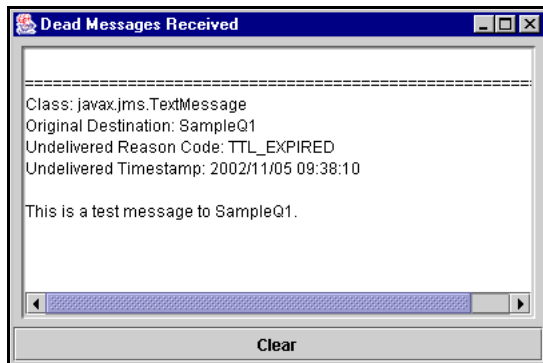 Dead Messages Received
=======================================================
Class: javax.jms.TextMessage
Original Destination: SampleQ1
Undelivered Reason Code: TTL_EXPIRED
Undelivered Timestamp: 2002/11/05 09:38:10
This is a test message to SampleQ1.
Clear